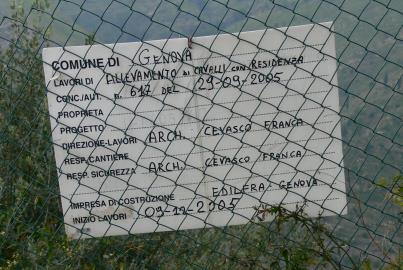 COMUNE DI GENOVA
LAVORI DI ALLEVAMENTO DI CAVALLI CON RESIDENZA
CONC./AUT. N. 617 DEL 29-09-2005
PROPRIETA
PROGETTO
DIREZIONE-LAVORI ARCH. CEVASCO FRANCA
RESP. CANTIERE
RESP. SICUREZZA ARCH. CEVASCO FRANCA
IMPRESA DI COSTRUZIONE EDILFRA-GENOVA
INIZIO LAVORI 09-12-2005